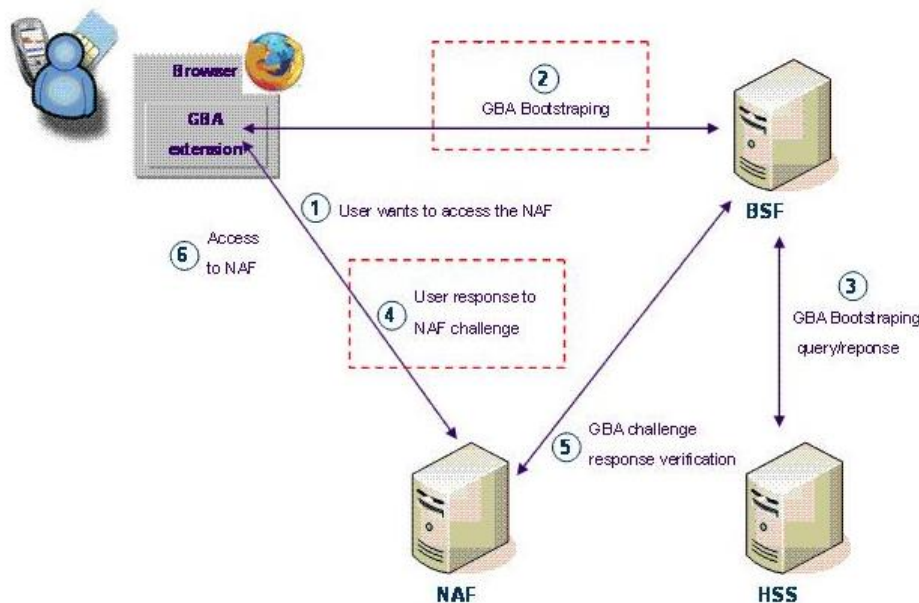 Browser
GBA
extension
2
GBA Bootstraping
BSF
1 User wants to access the NAF
6 Access
to NAF
4 User response to
NAF challenge
3
GBA Bootstraping
query/reponse
5 GBA challenge
response verification
NAF
HSS